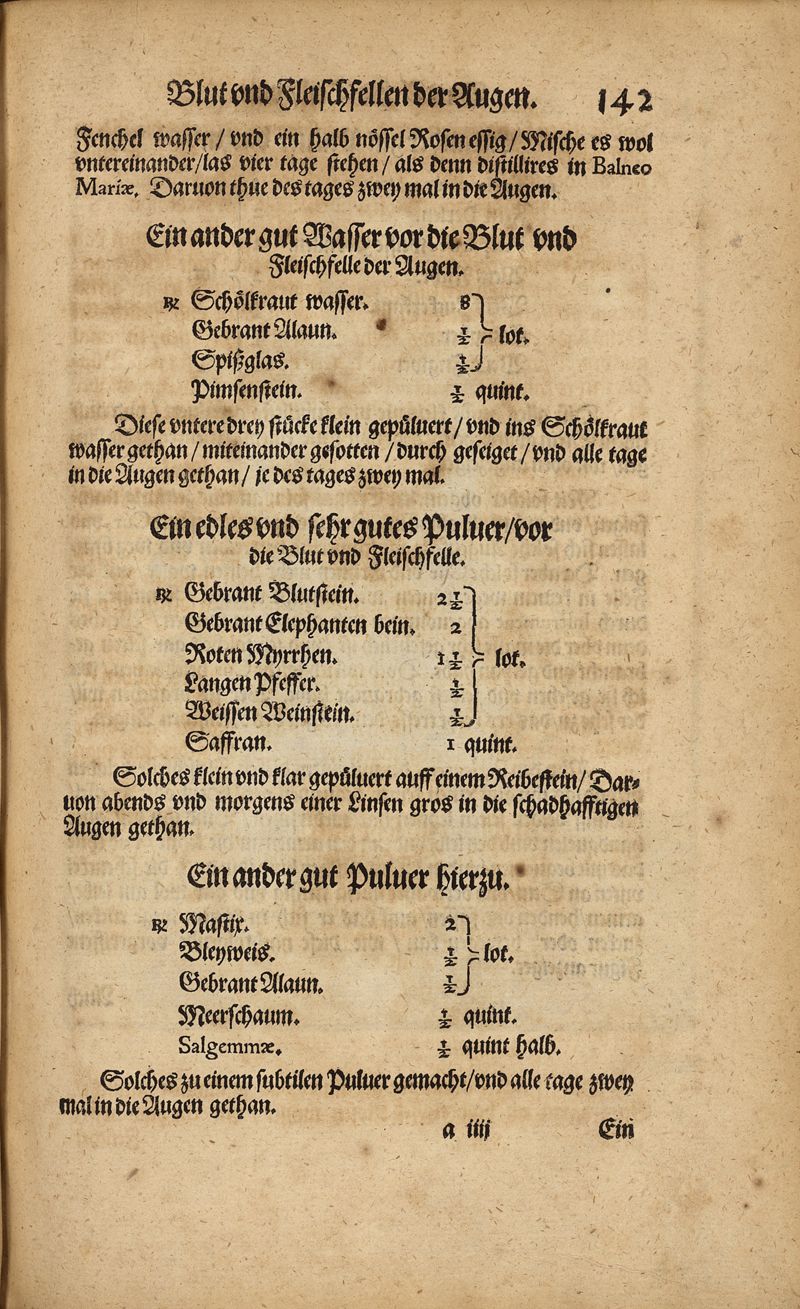 Blut vnd Fleischfellen der Augen. 142
Fenchel wasser / vnd ein halb nössel Rosen essig / Mische es wol
vntereinander / las vier tage stehen / als denn distillires in Balneo
Mariæ. Daruon thue des tages zwey mal in die Augen.
Ein ander gut Wasser vor die Blut vnd
Fleischfelle der Augen.
℞ Schölkraut wasser. 8
Gebrant Alaun. ½ lot.
Spißglas. ½
Pimsenstein. ½ quint.
Diese vntere drey stücke klein gepůluert / vnd ins Schölkraut
wasser gethan / miteinander gesotten / durch geseiget / vnd alle tage
in die Augen gethan / je des tages zwey mal.
Ein edles vnd sehr gutes Puluer / vor
die Blut vnd Fleischfelle.
℞ Gebrant Blutstein. 2½
Gebrant Elephanten bein. 2
Roten Myrrhen. 1½ lot.
Langen Pfeffer. ½
Weissen Weinstein. ½
Saffran. 1 quint.
Solches klein vnd klar gepůluert auff einem Reibestein / Dar-
uon abends vnd morgens einer Linsen gros in die schadhafftigen
Augen gethan.
Ein ander gut Puluer hierzu.
℞ Mastix. 2
Bleyweis. ½ lot.
Gebrant Alaun. ½
Meerschaum. ½ quint.
Salgemmæ. ½ quint halb.
Solches zu einem subtilen Puluer gemacht / vnd alle tage zwey
mal in die Augen gethan.
a iiij Ein